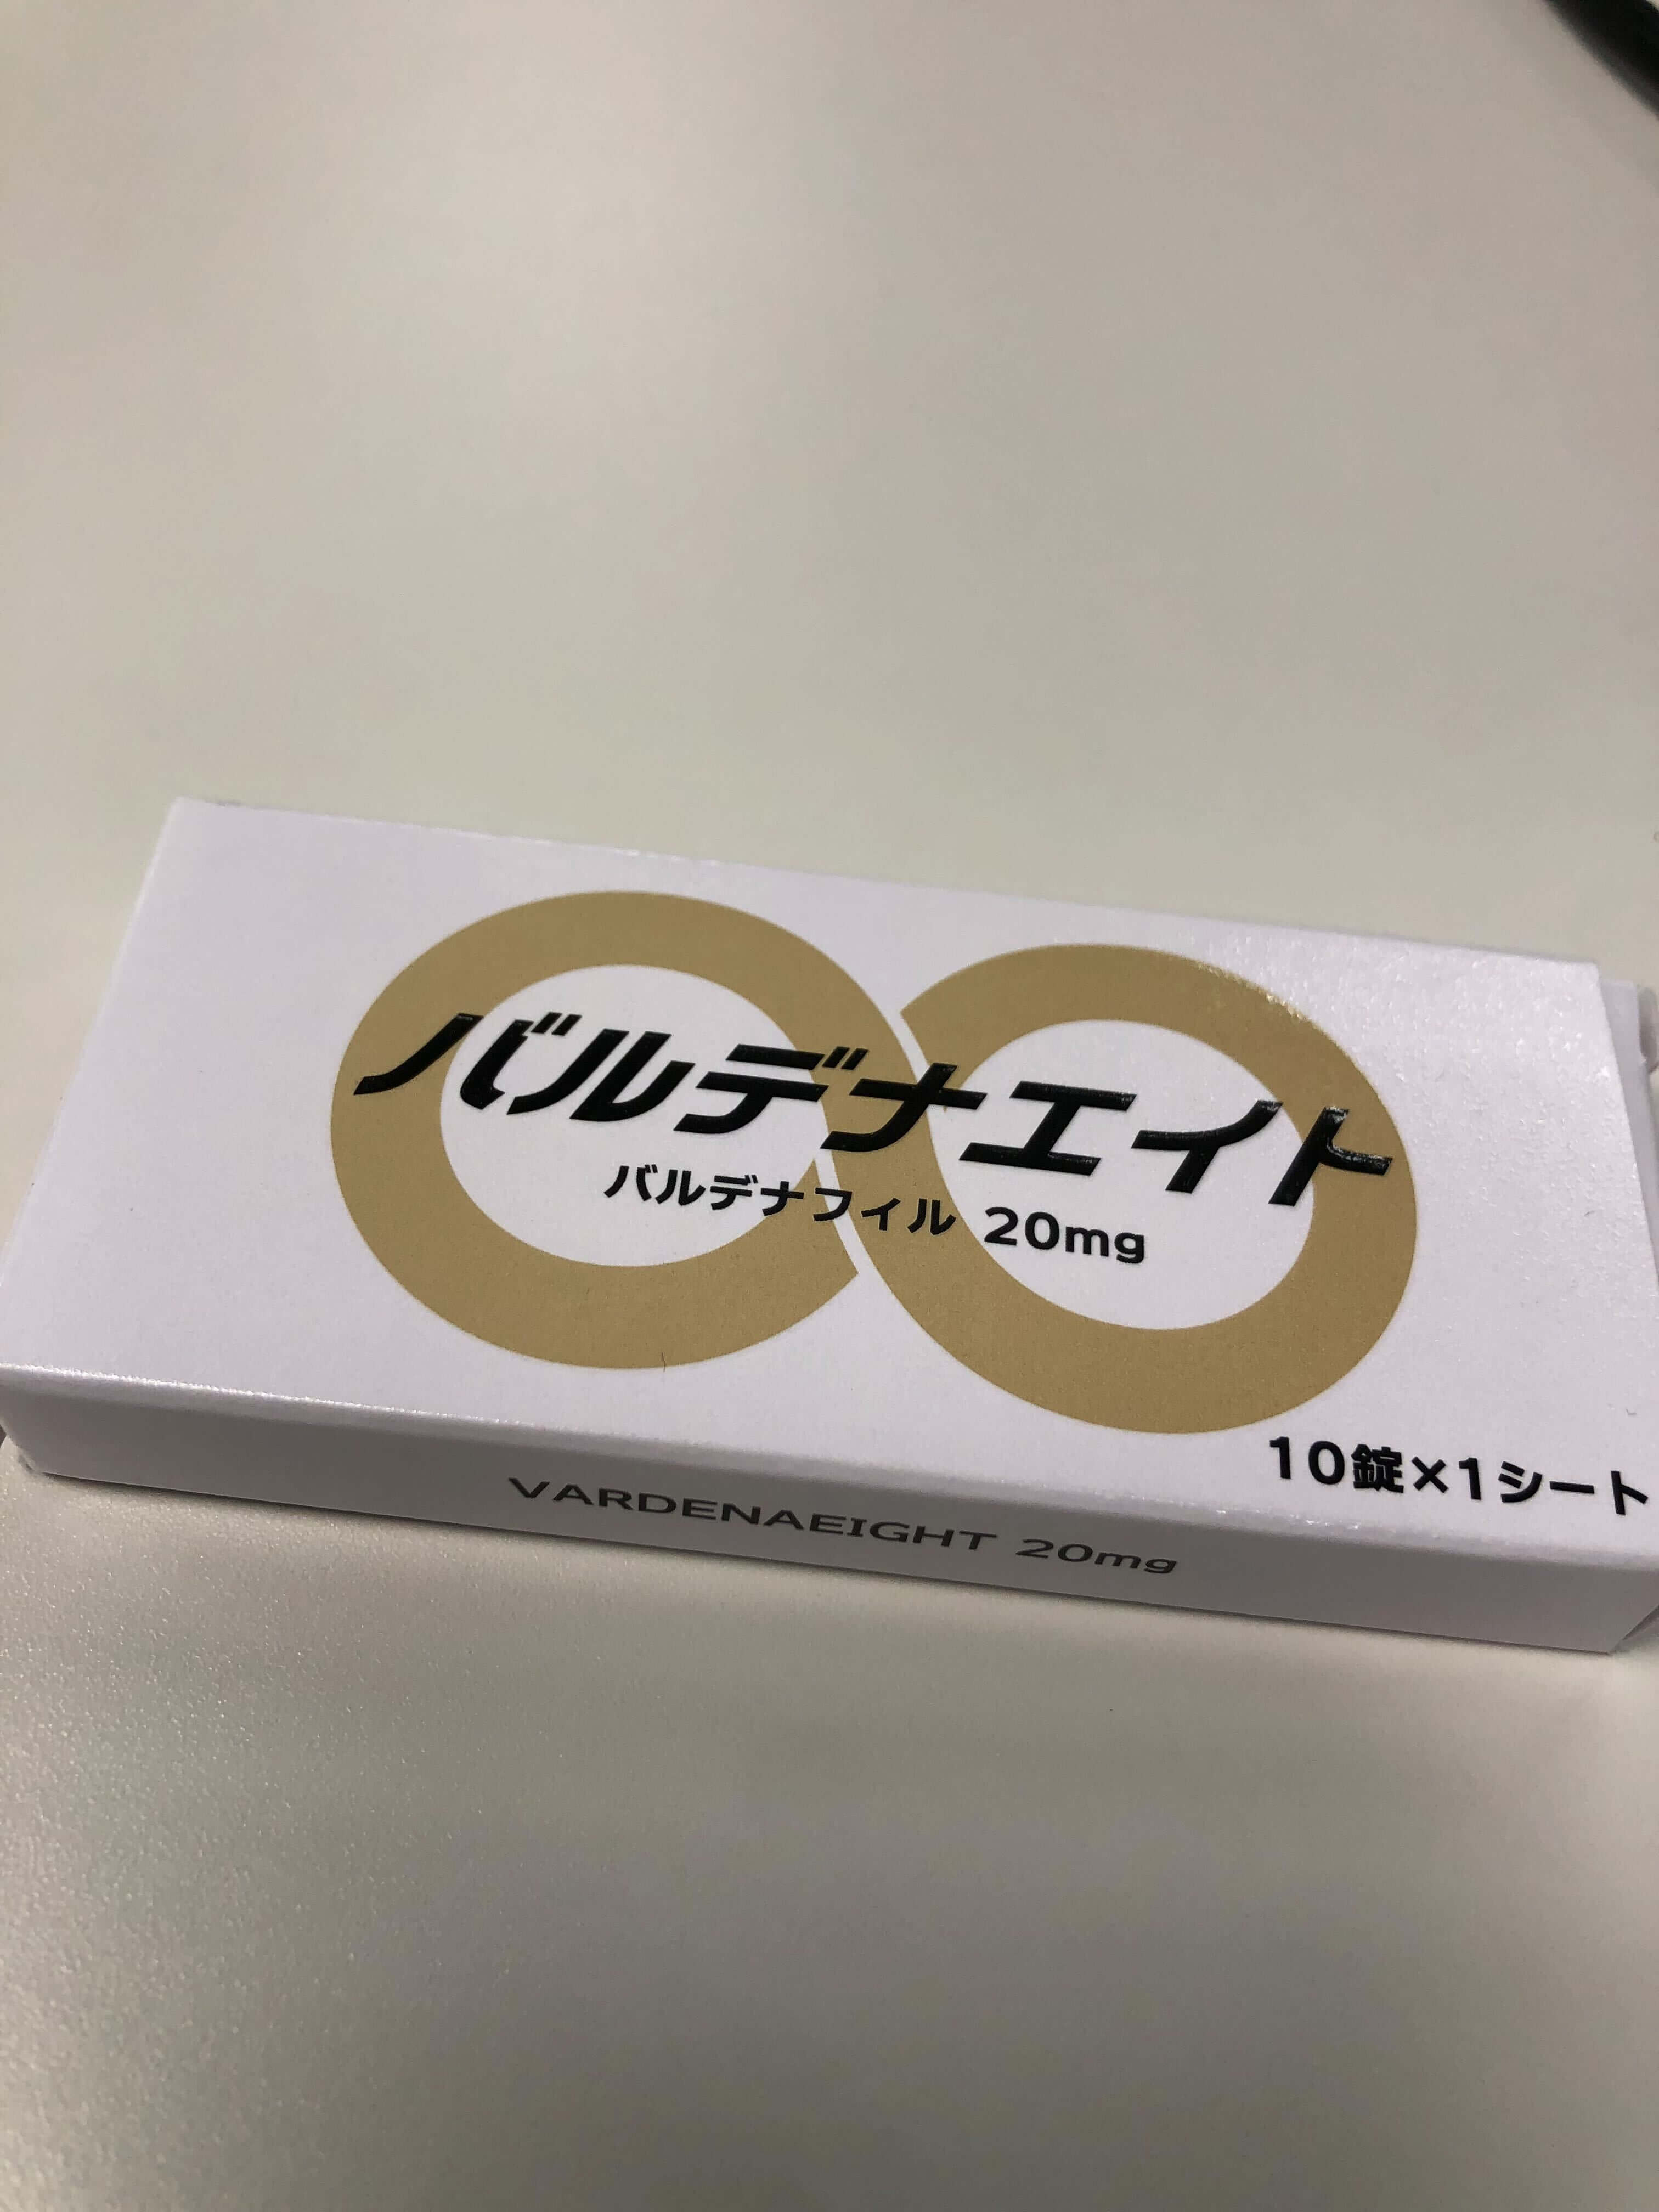 バルデナエイト
バルデナフィル 20mg
10錠×1シート
VARDENAEIGHT 20mg